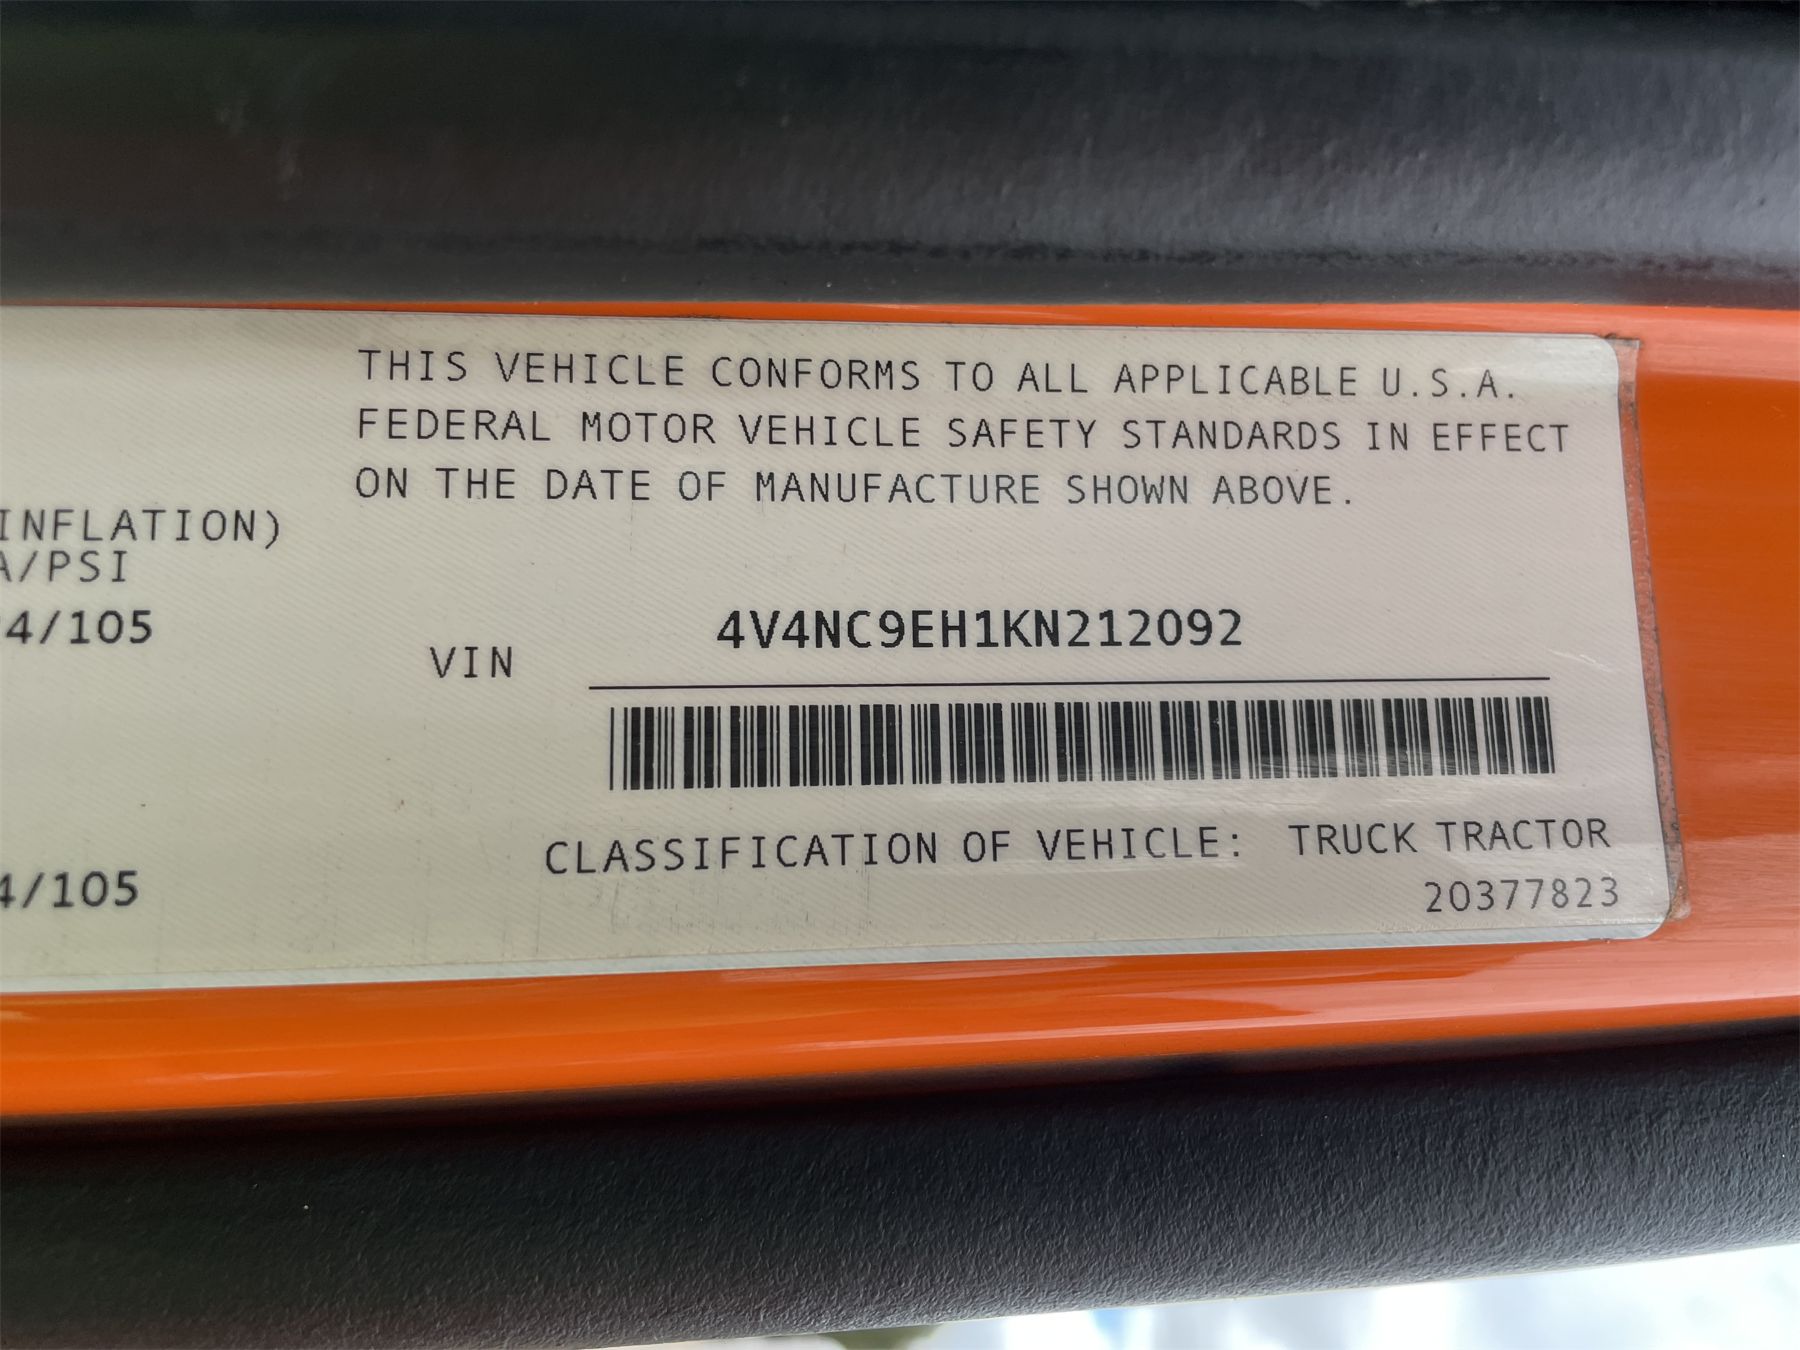 THIS VEHICLE CONFORMS TO ALL APPLICABLE U.S.A.
FEDERAL MOTOR VEHICLE SAFETY STANDARDS IN EFFECT
ON THE DATE OF MANUFACTURE SHOWN ABOVE.
INFLATION)
A/PSI
4/105
VIN 4V4NC9EH1KN212092
4/105
CLASSIFICATION OF VEHICLE: TRUCK TRACTOR
20377823